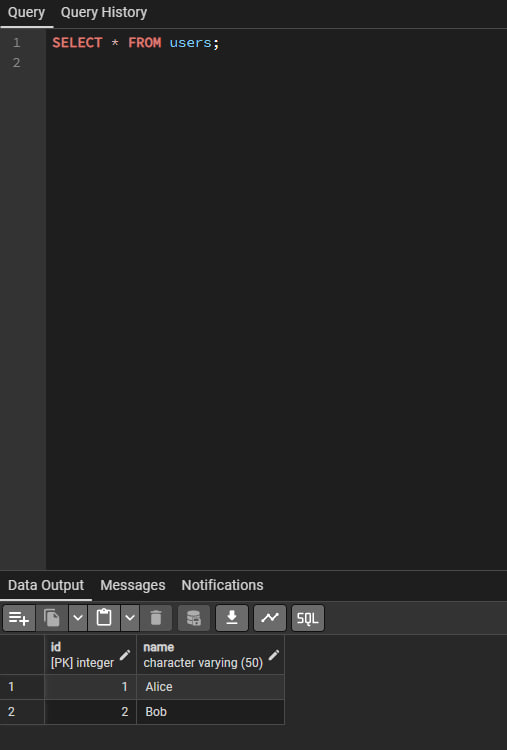 Query Query History
1 SELECT * FROM users;
2
Data Output Messages Notifications
SQL
id name
[PK] integer character varying (50)
1 1 Alice
2 2 Bob